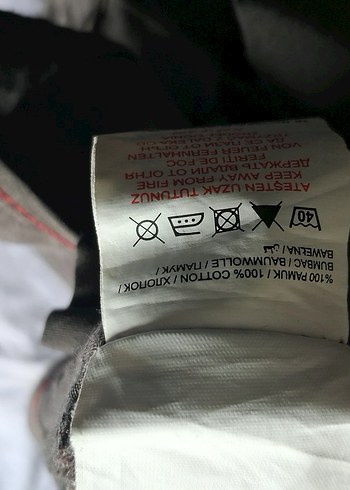 %100 PAMUK / 100% COTTON / ХЛОПОК /
BUMBAC / BAUMWOLLE / ПАМУК /
BAWEŁNA /
40
ATEŞTEN UZAK TUTUNUZ
KEEP AWAY FROM FIRE
ДЕРЖАТЬ ВДАЛИ ОТ ОГНЯ
FERITI DE FOC
VON FEUER FERNHALTEN